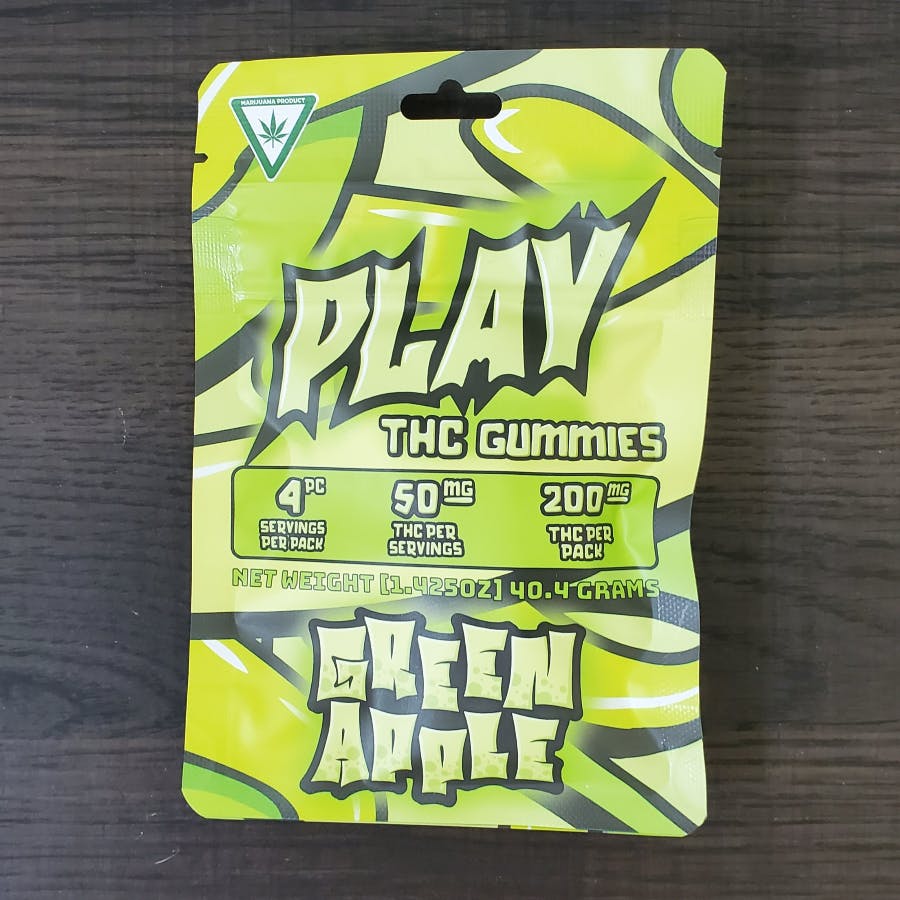 MARIJUANA PRODUCT
PLAY
THC GUMMIES
4PC
SERVINGS
PER PACK
50MG
THC PER
SERVINGS
200MG
THC PER
PACK
NET WEIGHT [1.425OZ] 40.4 GRAMS
GREEN
APPLE